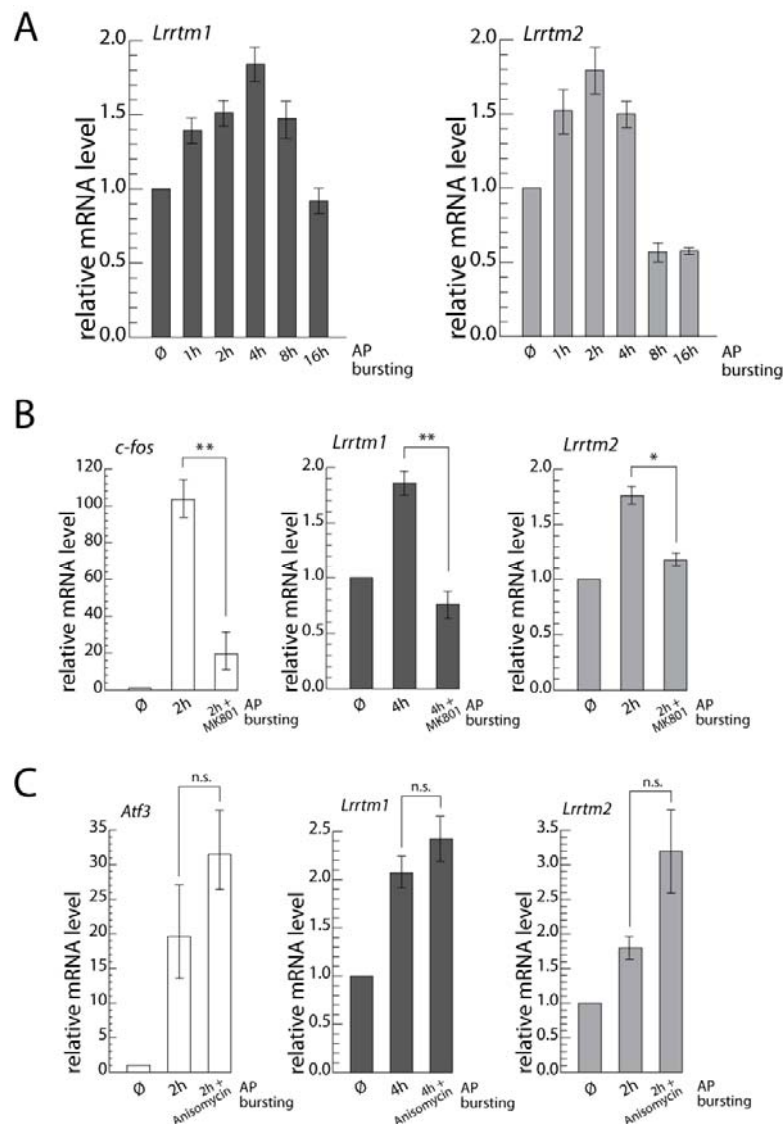 A
Lrrtm1
relative mRNA level
2.0
1.5
1.0
0.5
0.0
Ø
1h
2h
4h
8h
16h
AP
bursting
Lrrtm2
relative mRNA level
2.0
1.5
1.0
0.5
0.0
Ø
1h
2h
4h
8h
16h
AP
bursting
B
c-fos
**
relative mRNA level
120
100
80
60
40
20
0
Ø
2h
2h +
MK801
AP
bursting
Lrrtm1
**
relative mRNA level
2.0
1.5
1.0
0.5
0.0
Ø
4h
4h +
MK801
AP
bursting
Lrrtm2
*
relative mRNA level
2.0
1.5
1.0
0.5
0.0
Ø
2h
2h +
MK801
AP
bursting
C
Atf3
n.s.
relative mRNA level
35
30
25
20
15
10
5
0
Ø
2h
2h +
Anisomycin
AP
bursting
Lrrtm1
n.s.
relative mRNA level
2.5
2.0
1.5
1.0
0.5
0.0
Ø
4h
4h +
Anisomycin
AP
bursting
Lrrtm2
n.s.
relative mRNA level
3.5
3.0
2.5
2.0
1.5
1.0
0.5
0.0
Ø
2h
2h +
Anisomycin
AP
bursting